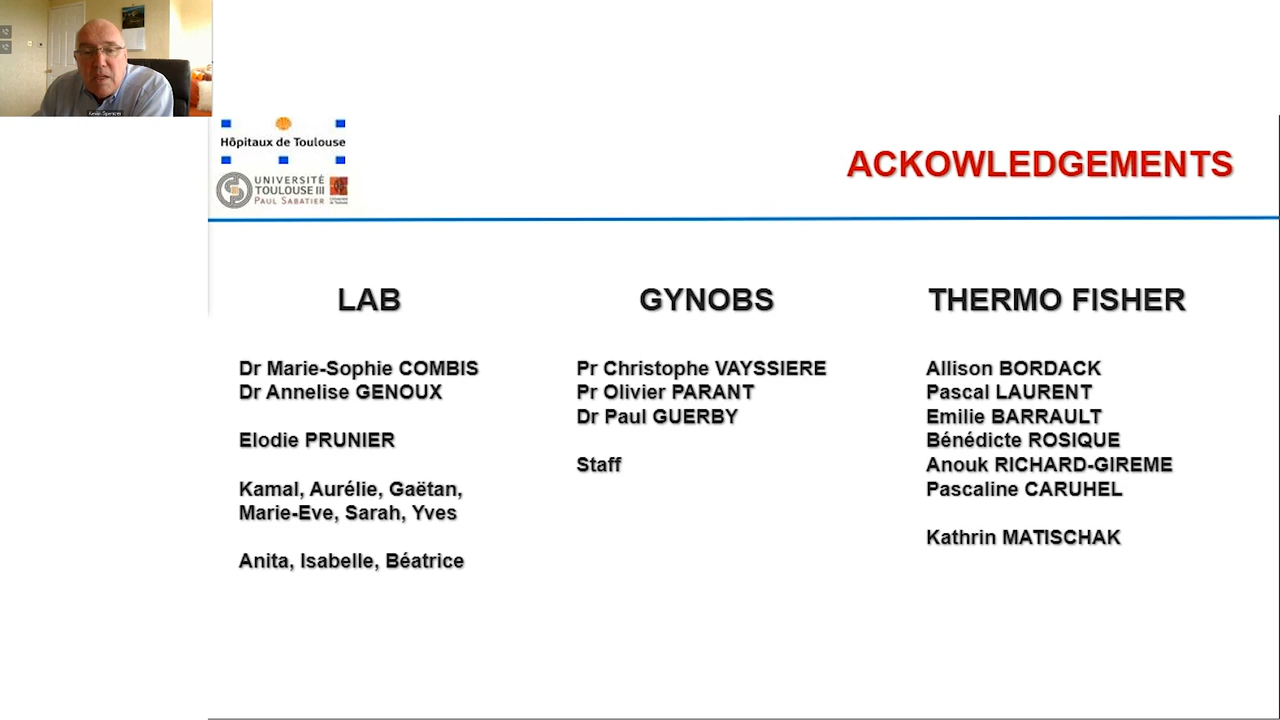 Kevin Spencer
Hôpitaux de Toulouse
UNIVERSITÉ
TOULOUSE III
PAUL SABATIER
ACKOWLEDGEMENTS
LAB
Dr Marie-Sophie COMBIS
Dr Annelise GENOUX
Elodie PRUNIER
Kamal, Aurélie, Gaëtan,
Marie-Eve, Sarah, Yves
Anita, Isabelle, Béatrice
GYNOBS
Pr Christophe VAYSSIERE
Pr Olivier PARANT
Dr Paul GUERBY
Staff
THERMO FISHER
Allison BORDACK
Pascal LAURENT
Emilie BARRAULT
Bénédicte ROSIQUE
Anouk RICHARD-GIREME
Pascaline CARUHEL
Kathrin MATISCHAK